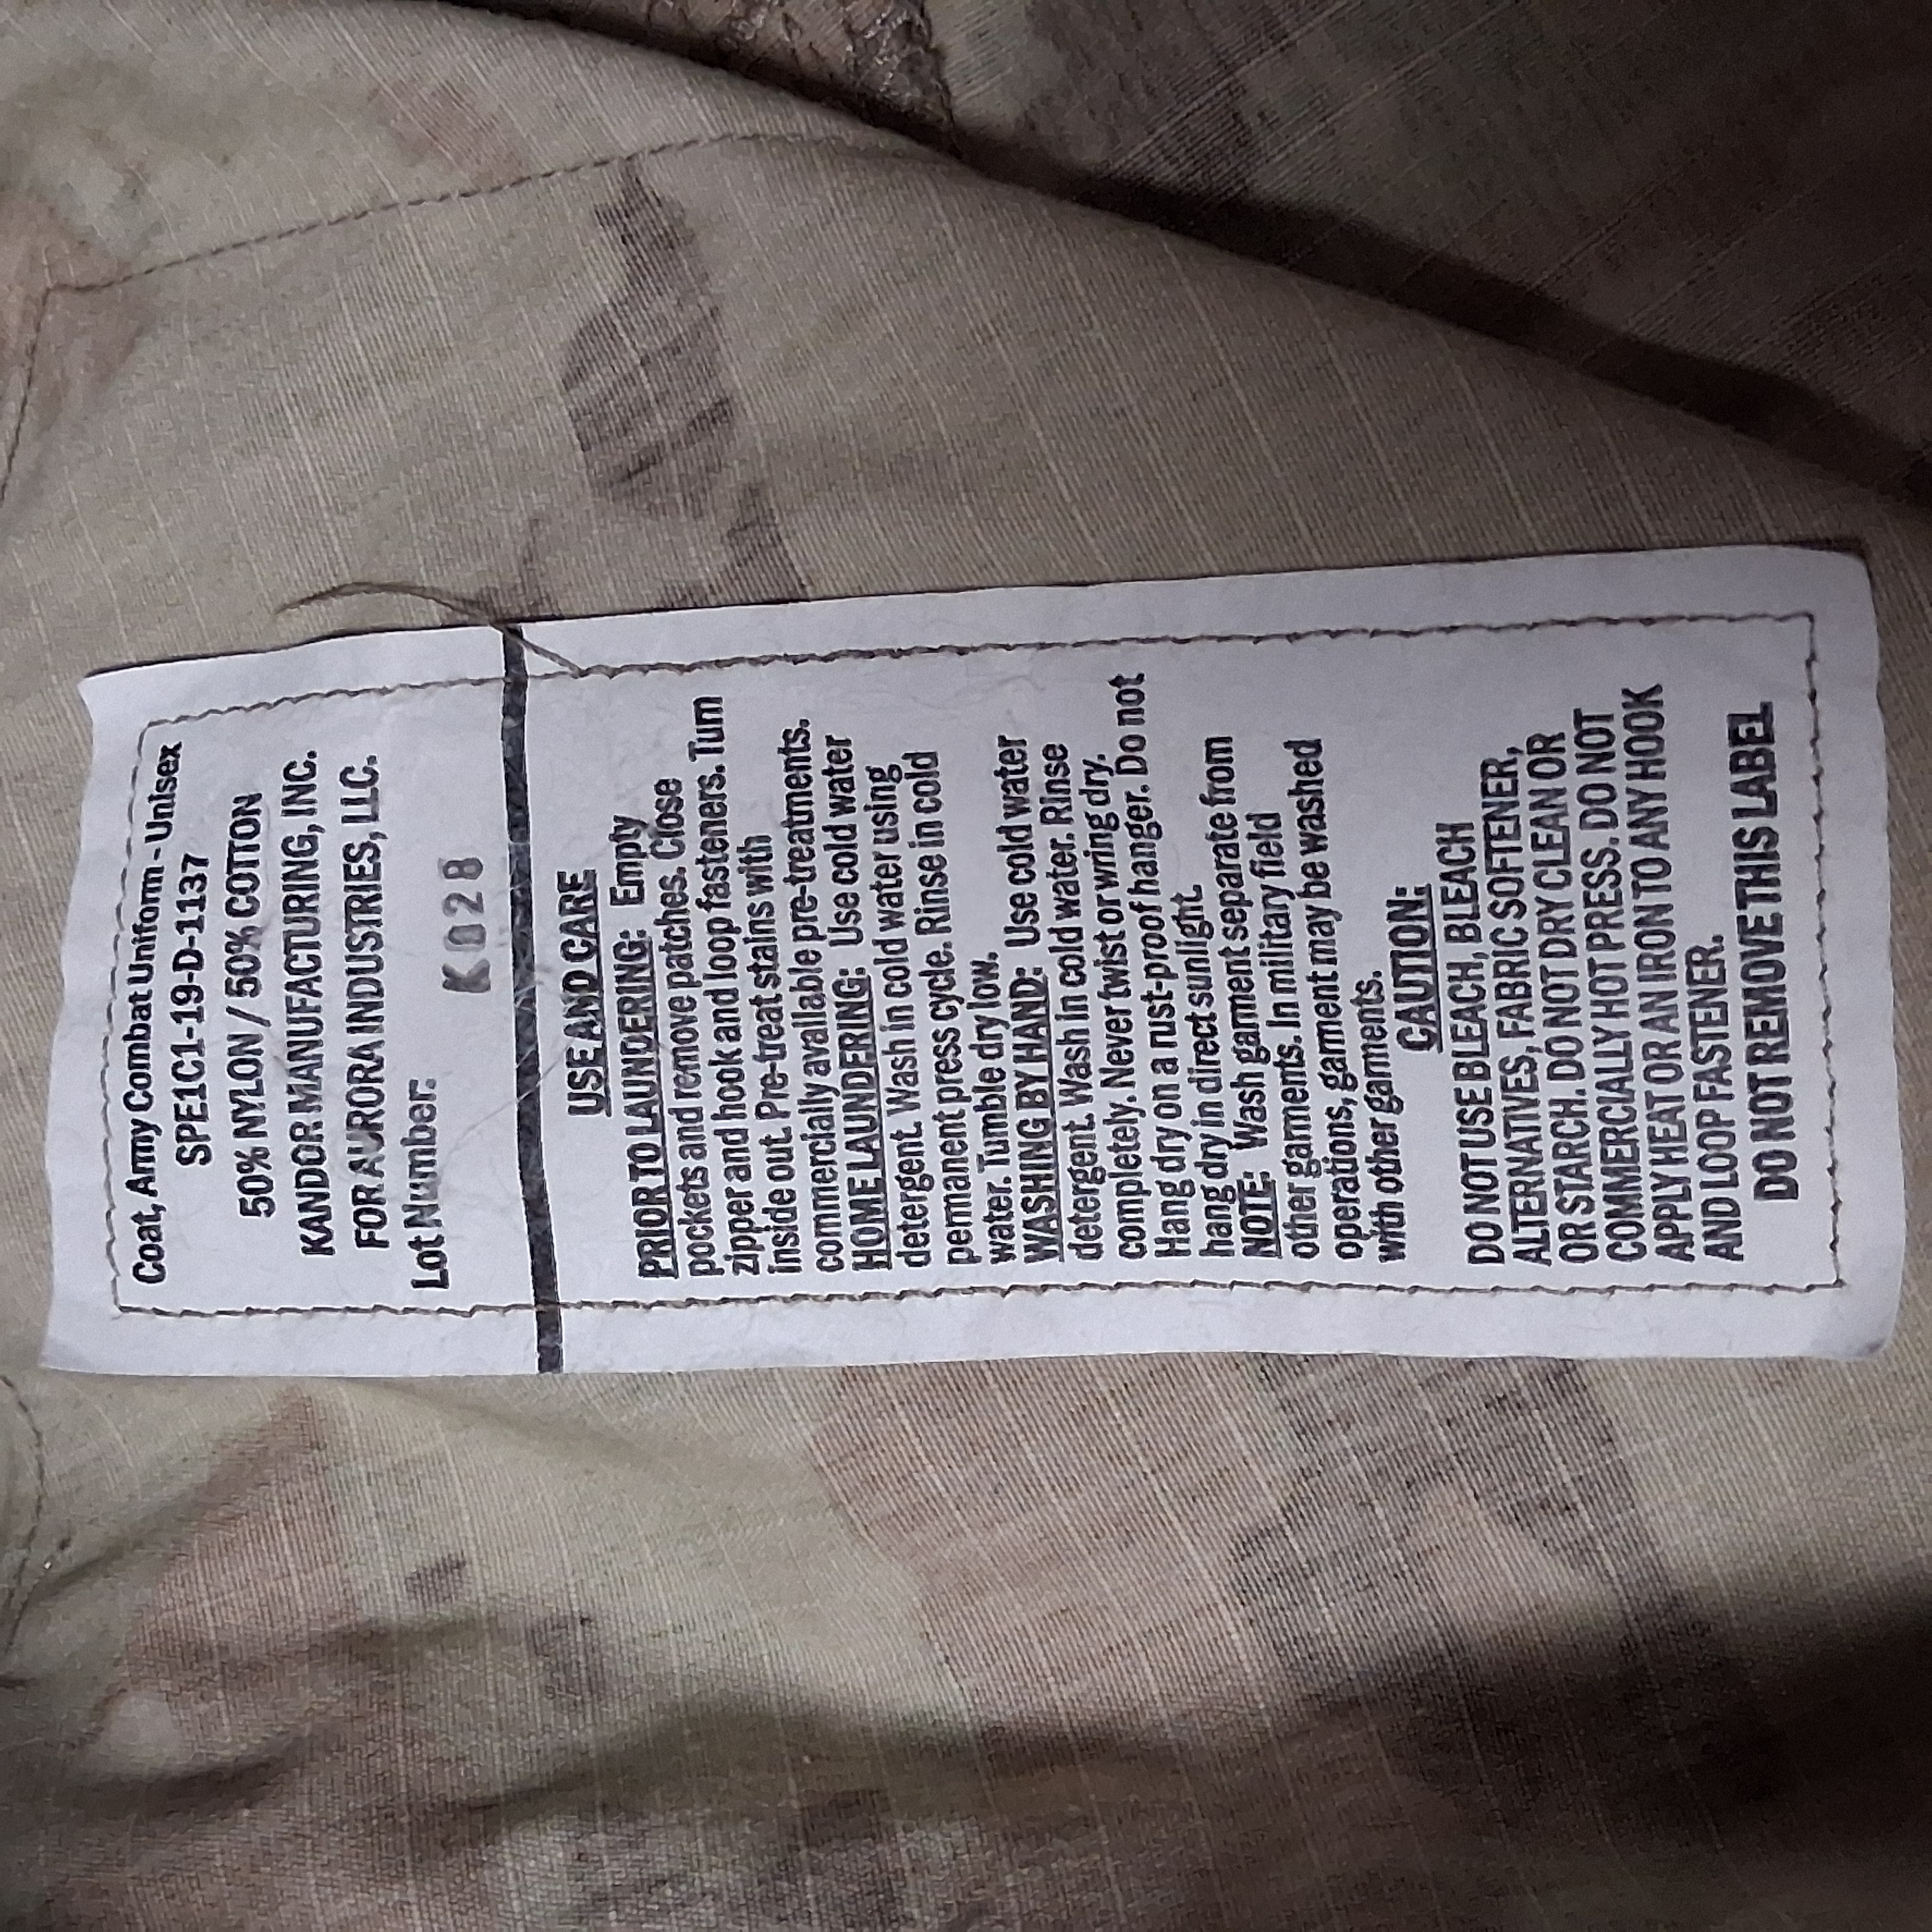 Coat, Army Combat Uniform - Unisex
SPE1C1-19-D-1137
50% NYLON / 50% COTTON
KANDOR MANUFACTURING, INC.
FOR AURORA INDUSTRIES, LLC.
Lot Number:
K028
USE AND CARE
PRIOR TO LAUNDERING: Empty
pockets and remove patches. Close
zipper and hook and loop fasteners. Turn
inside out. Pre-treat stains with
commercially available pre-treatments.
HOME LAUNDERING: Use cold water
detergent. Wash in cold water using
permanent press cycle. Rinse in cold
water. Tumble dry low.
WASHING BY HAND: Use cold water
detergent. Wash in cold water. Rinse
completely. Never twist or wring dry.
Hang dry on a rust-proof hanger. Do not
hang dry in direct sunlight.
NOTE: Wash garment separate from
other garments. In military field
operations, garment may be washed
with other garments.
CAUTION:
DO NOT USE BLEACH, BLEACH
ALTERNATIVES, FABRIC SOFTENER,
OR STARCH. DO NOT DRY CLEAN OR
COMMERCIALLY HOT PRESS. DO NOT
APPLY HEAT OR AN IRON TO ANY HOOK
AND LOOP FASTENER.
DO NOT REMOVE THIS LABEL